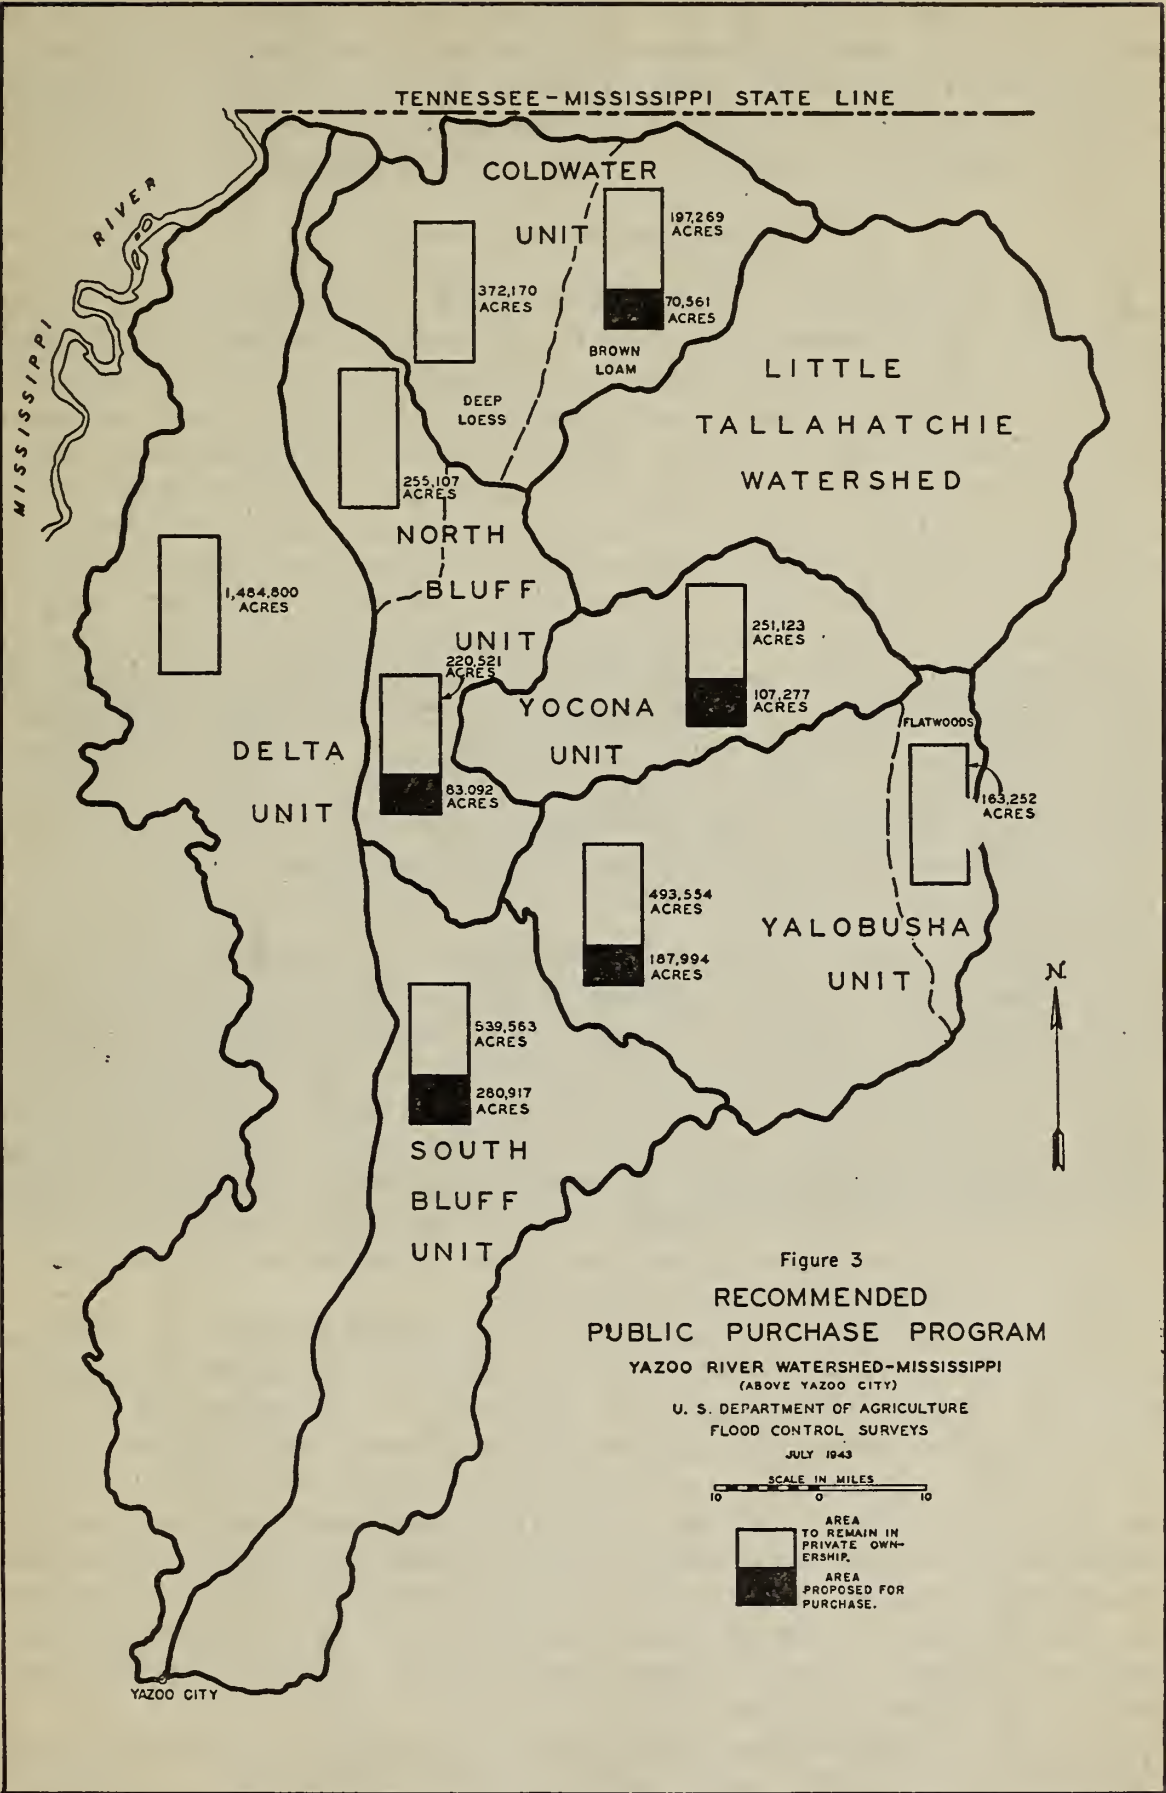 TENNESSEE-MISSISSIPPI STATE LINE
MISSISSIPPI RIVER
COLDWATER
UNIT
197,269
ACRES
70,561
ACRES
372,170
ACRES
BROWN
LOAM
DEEP
LOESS
LITTLE
TALLAHATCHIE
WATERSHED
255,107
ACRES
NORTH
BLUFF
UNIT
1,484,800
ACRES
220,521
ACRES
83,092
ACRES
251,123
ACRES
107,277
ACRES
YOCONA
UNIT
FLATWOODS
163,252
ACRES
DELTA
UNIT
493,554
ACRES
187,994
ACRES
YALOBUSHA
UNIT
N
539,563
ACRES
280,917
ACRES
SOUTH
BLUFF
UNIT
Figure 3
RECOMMENDED
PUBLIC PURCHASE PROGRAM
YAZOO RIVER WATERSHED-MISSISSIPPI
(ABOVE YAZOO CITY)
U. S. DEPARTMENT OF AGRICULTURE
FLOOD CONTROL SURVEYS
JULY 1943
SCALE IN MILES
10 0 10
AREA
TO REMAIN IN
PRIVATE OWN-
ERSHIP.
AREA
PROPOSED FOR
PURCHASE.
YAZOO CITY